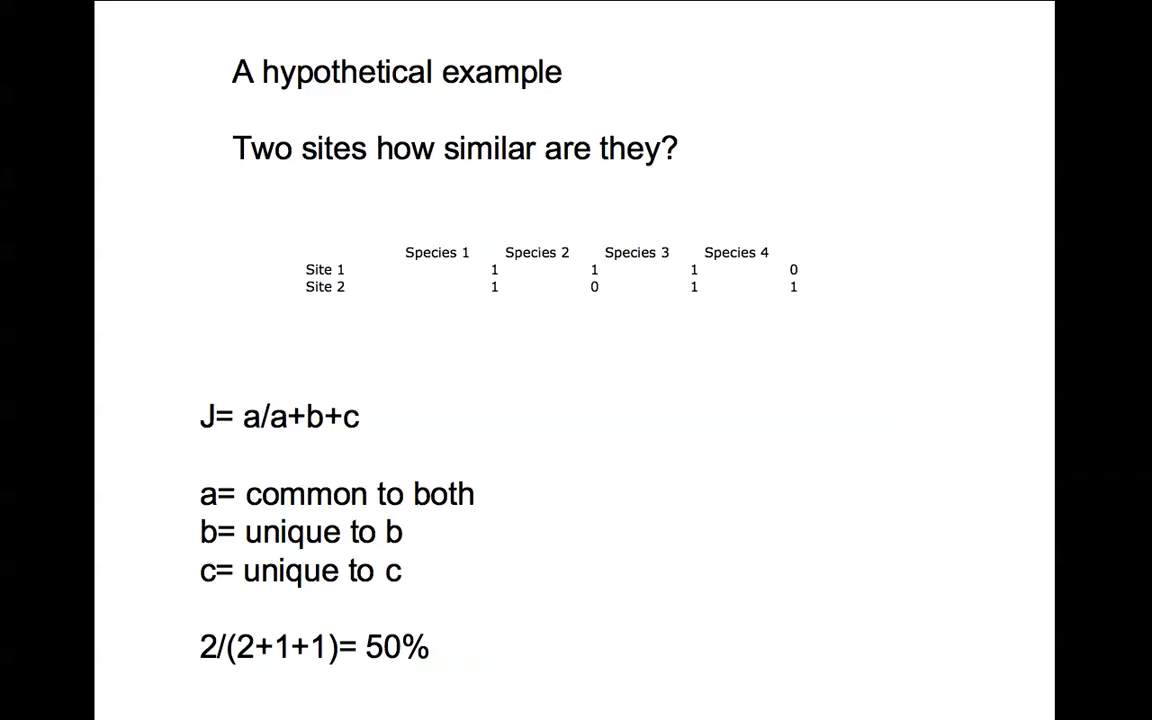 A hypothetical example
Two sites how similar are they?
Species 1 Species 2 Species 3 Species 4
Site 1 1 1 1 0
Site 2 1 0 1 1
J= a/a+b+c
a= common to both
b= unique to b
c= unique to c
2/(2+1+1)= 50%